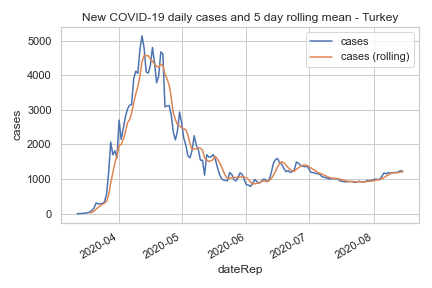 New COVID-19 daily cases and 5 day rolling mean - Turkey
cases
cases (rolling)
5000
4000
3000
2000
1000
0
cases
2020-04
2020-05
2020-06
2020-07
2020-08
dateRep